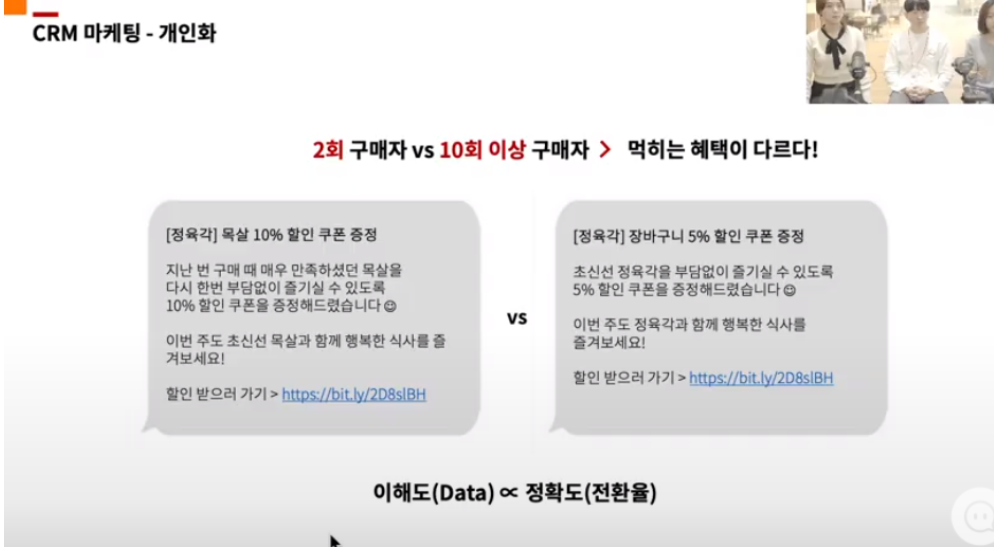 CRM 마케팅 - 개인화
2회 구매자 vs 10회 이상 구매자 > 먹히는 혜택이 다르다!
[정육각] 목살 10% 할인 쿠폰 증정
지난 번 구매 때 매우 만족하셨던 목살을
다시 한번 부담없이 즐기실 수 있도록
10% 할인 쿠폰을 증정해드렸습니다☺
이번 주도 초신선 목살과 함께 행복한 식사를 즐
겨보세요!
할인 받으러 가기 > https://bit.ly/2D8slBH
vs
[정육각] 장바구니 5% 할인 쿠폰 증정
초신선 정육각을 부담없이 즐기실 수 있도록
5% 할인 쿠폰을 증정해드렸습니다☺
이번 주도 정육각과 함께 행복한 식사를
즐겨보세요!
할인 받으러 가기 > https://bit.ly/2D8slBH
이해도(Data) ∝ 정확도(전환율)